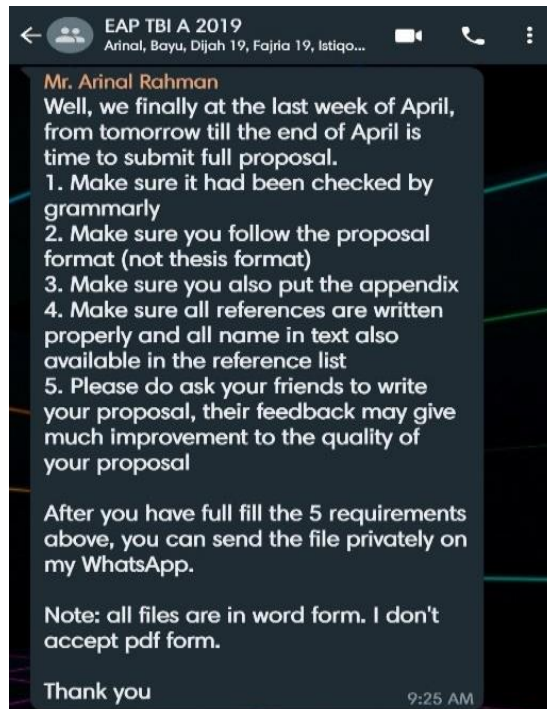 EAP TBI A 2019
Arinal, Bayu, Dijah 19, Fajria 19, Istiqo...
Mr. Arinal Rahman
Well, we finally at the last week of April,
from tomorrow till the end of April is
time to submit full proposal.
1. Make sure it had been checked by
grammarly
2. Make sure you follow the proposal
format (not thesis format)
3. Make sure you also put the appendix
4. Make sure all references are written
properly and all name in text also
available in the reference list
5. Please do ask your friends to write
your proposal, their feedback may give
much improvement to the quality of
your proposal
After you have full fill the 5 requirements
above, you can send the file privately on
my WhatsApp.
Note: all files are in word form. I don't
accept pdf form.
Thank you
9:25 AM